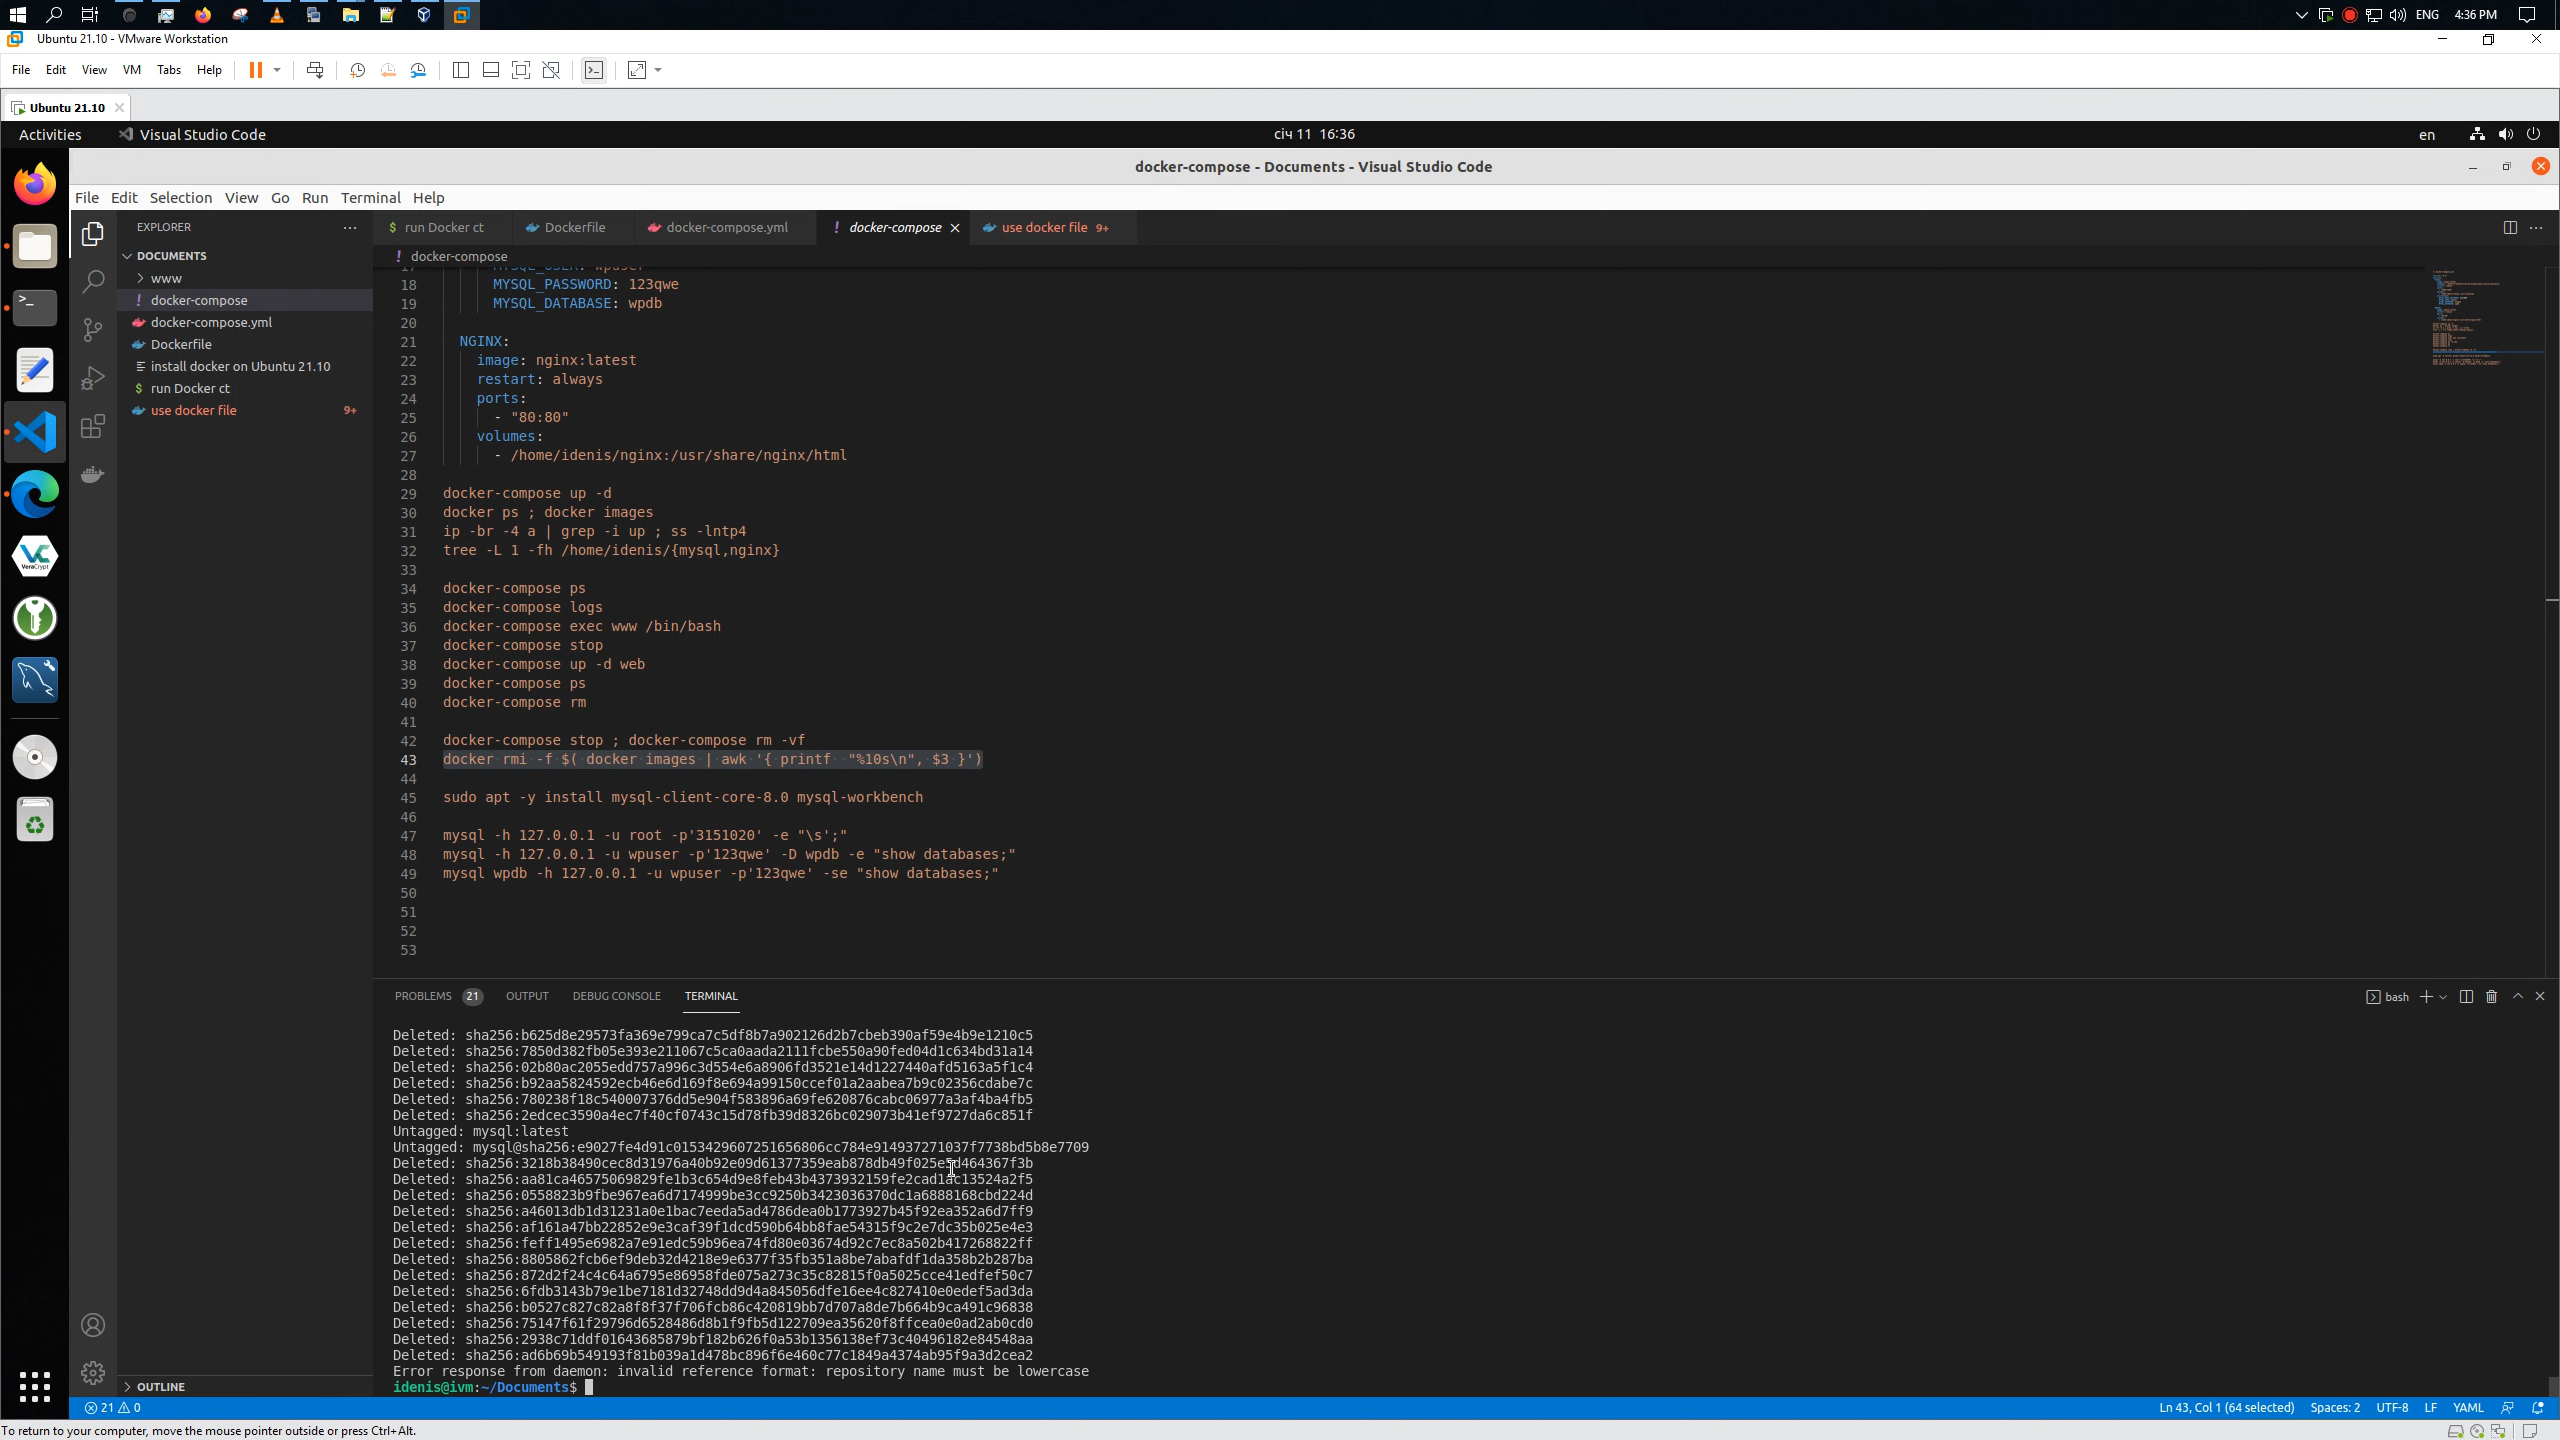 ENG
4:36 PM
Ubuntu 21.10 - VMware Workstation
File Edit View VM Tabs Help
Ubuntu 21.10
Activities Visual Studio Code
січ 11 16:36
en
docker-compose - Documents - Visual Studio Code
File Edit Selection View Go Run Terminal Help
EXPLORER
DOCUMENTS
www
docker-compose
docker-compose.yml
Dockerfile
install docker on Ubuntu 21.10
run Docker ct
use docker file 9+
OUTLINE
run Docker ct Dockerfile docker-compose.yml docker-compose use docker file 9+
docker-compose
17 MYSQL_USER: wpuser
18 MYSQL_PASSWORD: 123qwe
19 MYSQL_DATABASE: wpdb
20
21 NGINX:
22 image: nginx:latest
23 restart: always
24 ports:
25 - "80:80"
26 volumes:
27 - /home/idenis/nginx:/usr/share/nginx/html
28
29 docker-compose up -d
30 docker ps ; docker images
31 ip -br -4 a | grep -i up ; ss -lntp4
32 tree -L 1 -fh /home/idenis/{mysql,nginx}
33
34 docker-compose ps
35 docker-compose logs
36 docker-compose exec www /bin/bash
37 docker-compose stop
38 docker-compose up -d web
39 docker-compose ps
40 docker-compose rm
41
42 docker-compose stop ; docker-compose rm -vf
43 docker rmi -f $( docker images | awk '{ printf  "%10s\n", $3 }')
44
45 sudo apt -y install mysql-client-core-8.0 mysql-workbench
46
47 mysql -h 127.0.0.1 -u root -p'3151020' -e "\s';"
48 mysql -h 127.0.0.1 -u wpuser -p'123qwe' -D wpdb -e "show databases;"
49 mysql wpdb -h 127.0.0.1 -u wpuser -p'123qwe' -se "show databases;"
50
51
52
53
PROBLEMS 21 OUTPUT DEBUG CONSOLE TERMINAL
bash
Deleted: sha256:b625d8e29573fa369e799ca7c5df8b7a902126d2b7cbeb390af59e4b9e1210c5
Deleted: sha256:7850d382fb05e393e211067c5ca0aada2111fcbe550a90fed04d1c634bd31a14
Deleted: sha256:02b80ac2055edd757a996c3d554e6a8906fd3521e14d1227440afd5163a5f1c4
Deleted: sha256:b92aa5824592ecb46e6d169f8e694a99150ccef01a2aabea7b9c02356cdabe7c
Deleted: sha256:780238f18c540007376dd5e904f583896a69fe620876cabc06977a3af4ba4fb5
Deleted: sha256:2edcec3590a4ec7f40cf0743c15d78fb39d8326bc029073b41ef9727da6c851f
Untagged: mysql:latest
Untagged: mysql@sha256:e9027fe4d91c0153429607251656806cc784e914937271037f7738bd5b8e7709
Deleted: sha256:3218b38490cec8d31976a40b92e09d61377359eab878db49f025e5d464367f3b
Deleted: sha256:aa81ca46575069829fe1b3c654d9e8feb43b4373932159fe2cad1ac13524a2f5
Deleted: sha256:0558823b9fbe967ea6d7174999be3cc9250b3423036370dc1a6888168cbd224d
Deleted: sha256:a46013db1d31231a0e1bac7eeda5ad4786dea0b1773927b45f92ea352a6d7ff9
Deleted: sha256:af161a47bb22852e9e3caf39f1dcd590b64bb8fae54315f9c2e7dc35b025e4e3
Deleted: sha256:feff1495e6982a7e91edc59b96ea74fd80e03674d92c7ec8a502b417268822ff
Deleted: sha256:8805862fcb6ef9deb32d4218e9e6377f35fb351a8be7abafdf1da358b2b287ba
Deleted: sha256:872d2f24c4c64a6795e86958fde075a273c35c82815f0a5025cce41edfef50c7
Deleted: sha256:6fdb3143b79e1be7181d32748dd9d4a845056dfe16ee4c827410e0edef5ad3da
Deleted: sha256:b0527c827c82a8f8f37f706fcb86c420819bb7d707a8de7b664b9ca491c96838
Deleted: sha256:75147f61f29796d6528486d8b1f9fb5d122709ea35620f8ffcea0e0ad2ab0cd0
Deleted: sha256:2938c71ddf01643685879bf182b626f0a53b1356138ef73c40496182e84548aa
Deleted: sha256:ad6b69b549193f81b039a1d478bc896f6e460c77c1849a4374ab95f9a3d2cea2
Error response from daemon: invalid reference format: repository name must be lowercase
idenis@ivm:~/Documents$
21 0
Ln 43, Col 1 (64 selected) Spaces: 2 UTF-8 LF YAML
To return to your computer, move the mouse pointer outside or press Ctrl+Alt.